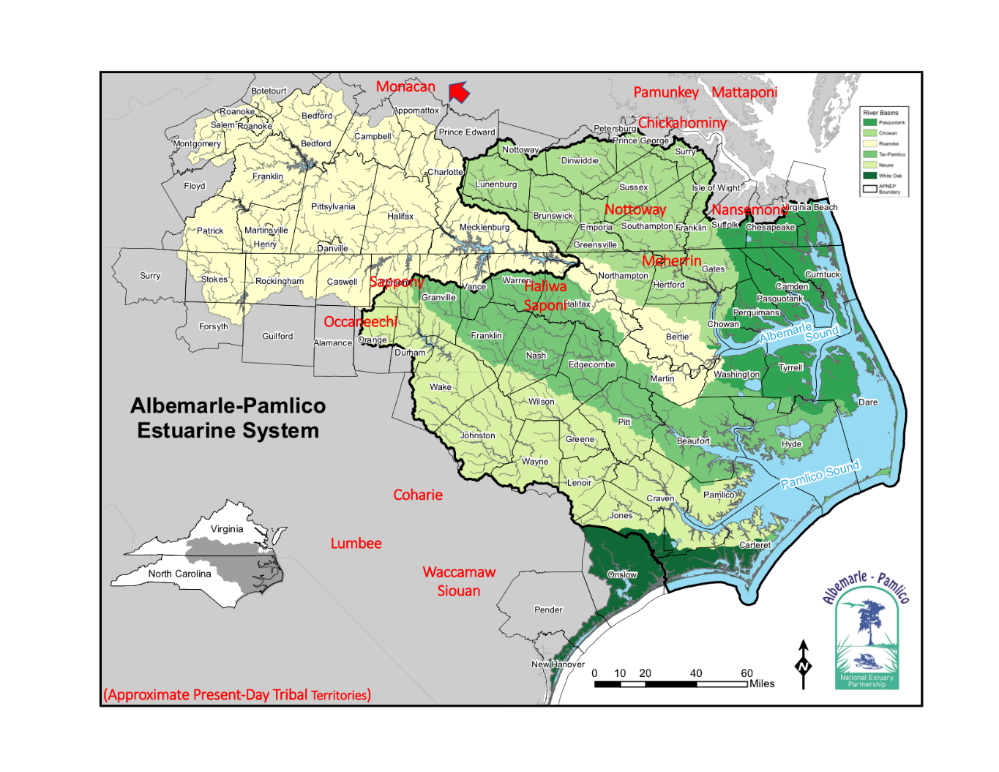 Monacan
Pamunkey
Mattaponi
Botetourt
Appomattox
Roanoke
Bedford
Salem
Roanoke
Prince Edward
Petersburg
Chickahominy
Montgomery
Bedford
Campbell
Prince George
Nottoway
Surry
Dinwiddie
Franklin
Charlotte
Floyd
Lunenburg
Sussex
Isle of Wight
Pittsylvania
Halifax
Brunswick
Nottoway
Nansemond
Virginia Beach
Patrick
Martinsville
Mecklenburg
Emporia
Southampton
Franklin
Suffolk
Chesapeake
Henry
Danville
Greensville
Meherrin
Surry
Stokes
Rockingham
Caswell
Sappony
Vance
Warren
Haliwa
Saponi
Northampton
Gates
Hertford
Currituck
Camden
Granville
Halifax
Pasquotank
Perquimans
Forsyth
Guilford
Alamance
Occaneechi
Orange
Durham
Franklin
Nash
Edgecombe
Bertie
Chowan
Albemarle
Sound
Martin
Washington
Tyrrell
Wake
Wilson
Pitt
Dare
Albemarle-Pamlico
Estuarine System
Johnston
Greene
Beaufort
Hyde
Wayne
Lenoir
Pamlico Sound
Coharie
Craven
Pamlico
Jones
Lumbee
Carteret
Waccamaw
Siouan
Onslow
Pender
New Hanover
Virginia
North Carolina
River Basins
Pasquotank
Chowan
Roanoke
Tar-Pamlico
Neuse
White Oak
APNEP
Boundary
Albemarle - Pamlico
National Estuary
Partnership
N
0 10 20 40 60
Miles
(Approximate Present-Day Tribal Territories)